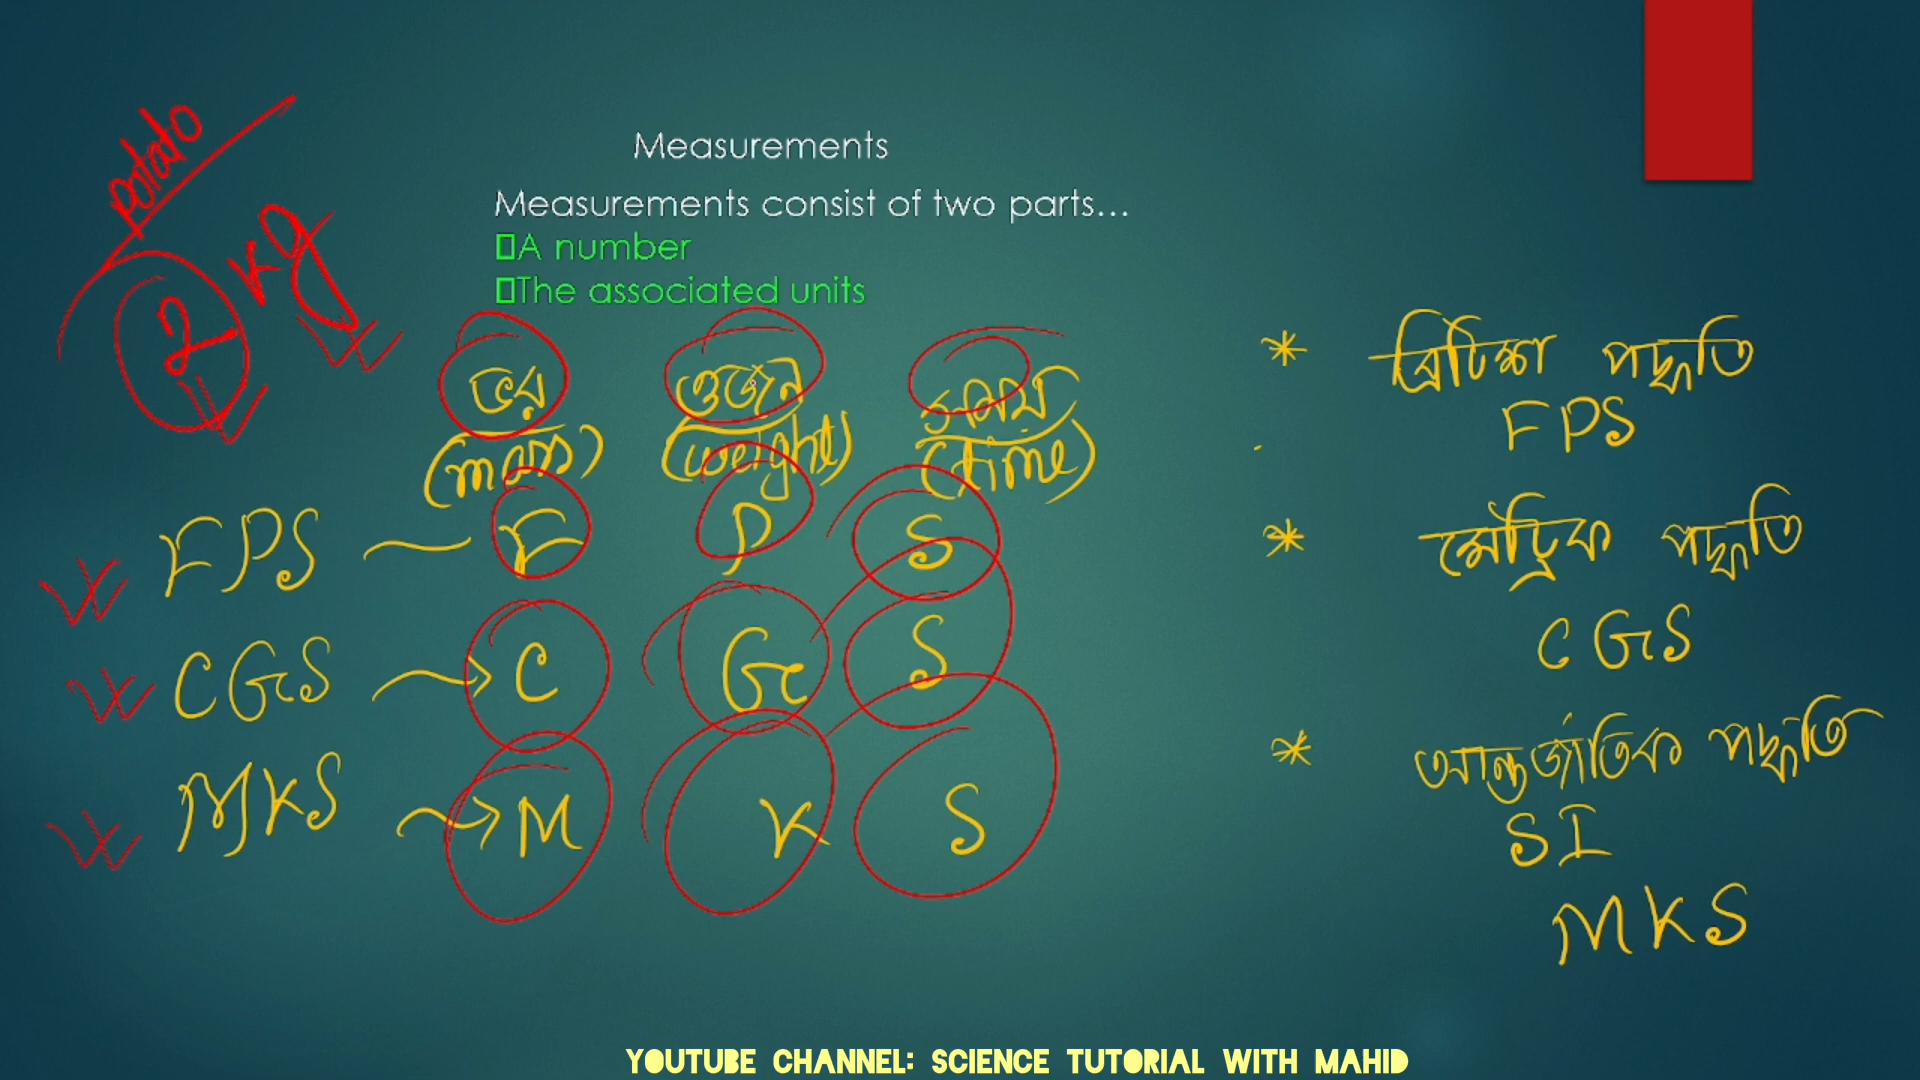 potato
2 kg
Measurements
Measurements consist of two parts...
A number
The associated units
ভর ওজন সময়
(mass) (weight) (time)
FPS F P S
CGS → C G S
MKS → M K S
* ব্রিটিশ পদ্ধতি
FPS
* মেট্রিক পদ্ধতি
CGS
* আন্তর্জাতিক পদ্ধতি
SI
MKS
YOUTUBE CHANNEL: SCIENCE TUTORIAL WITH MAHID